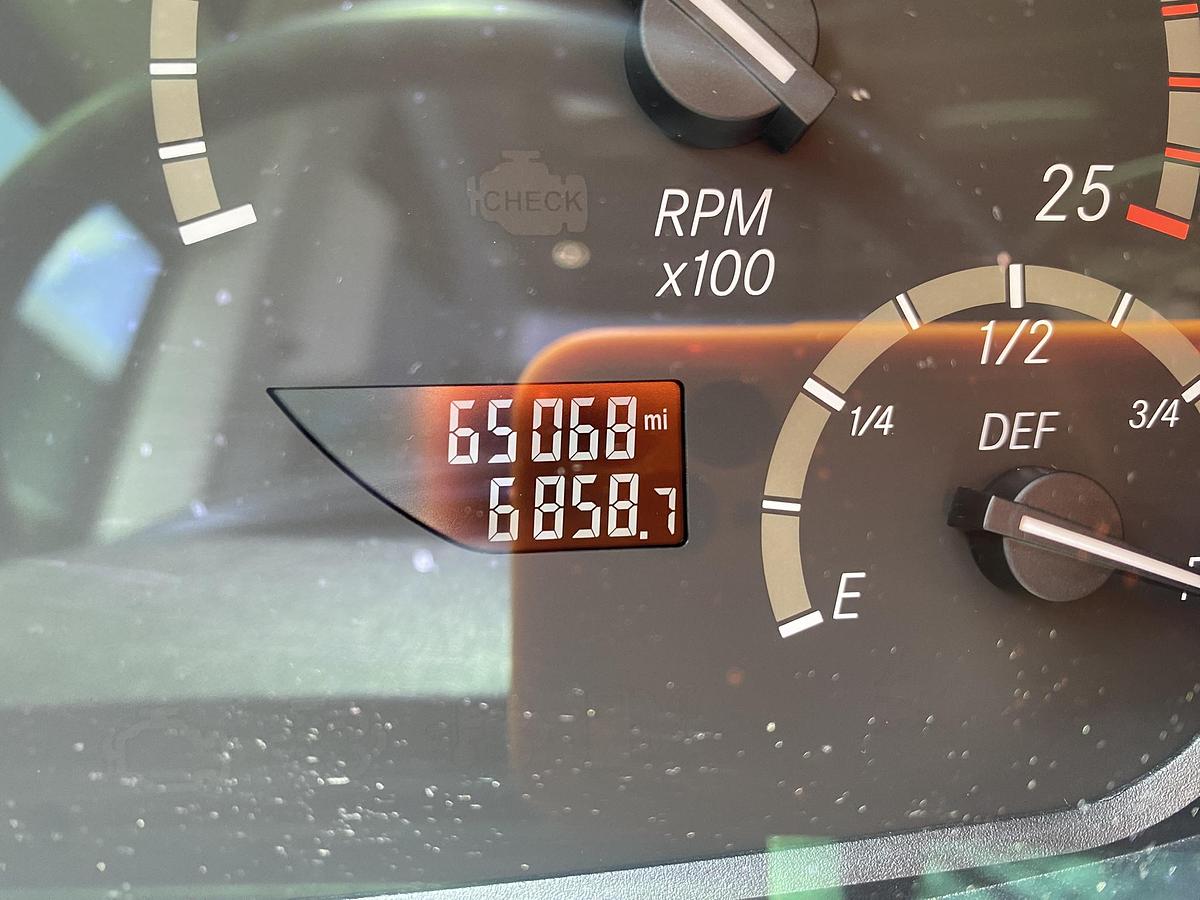 CHECK
RPM
x100
25
1/2
1/4
3/4
DEF
65068 mi
6858.7
E